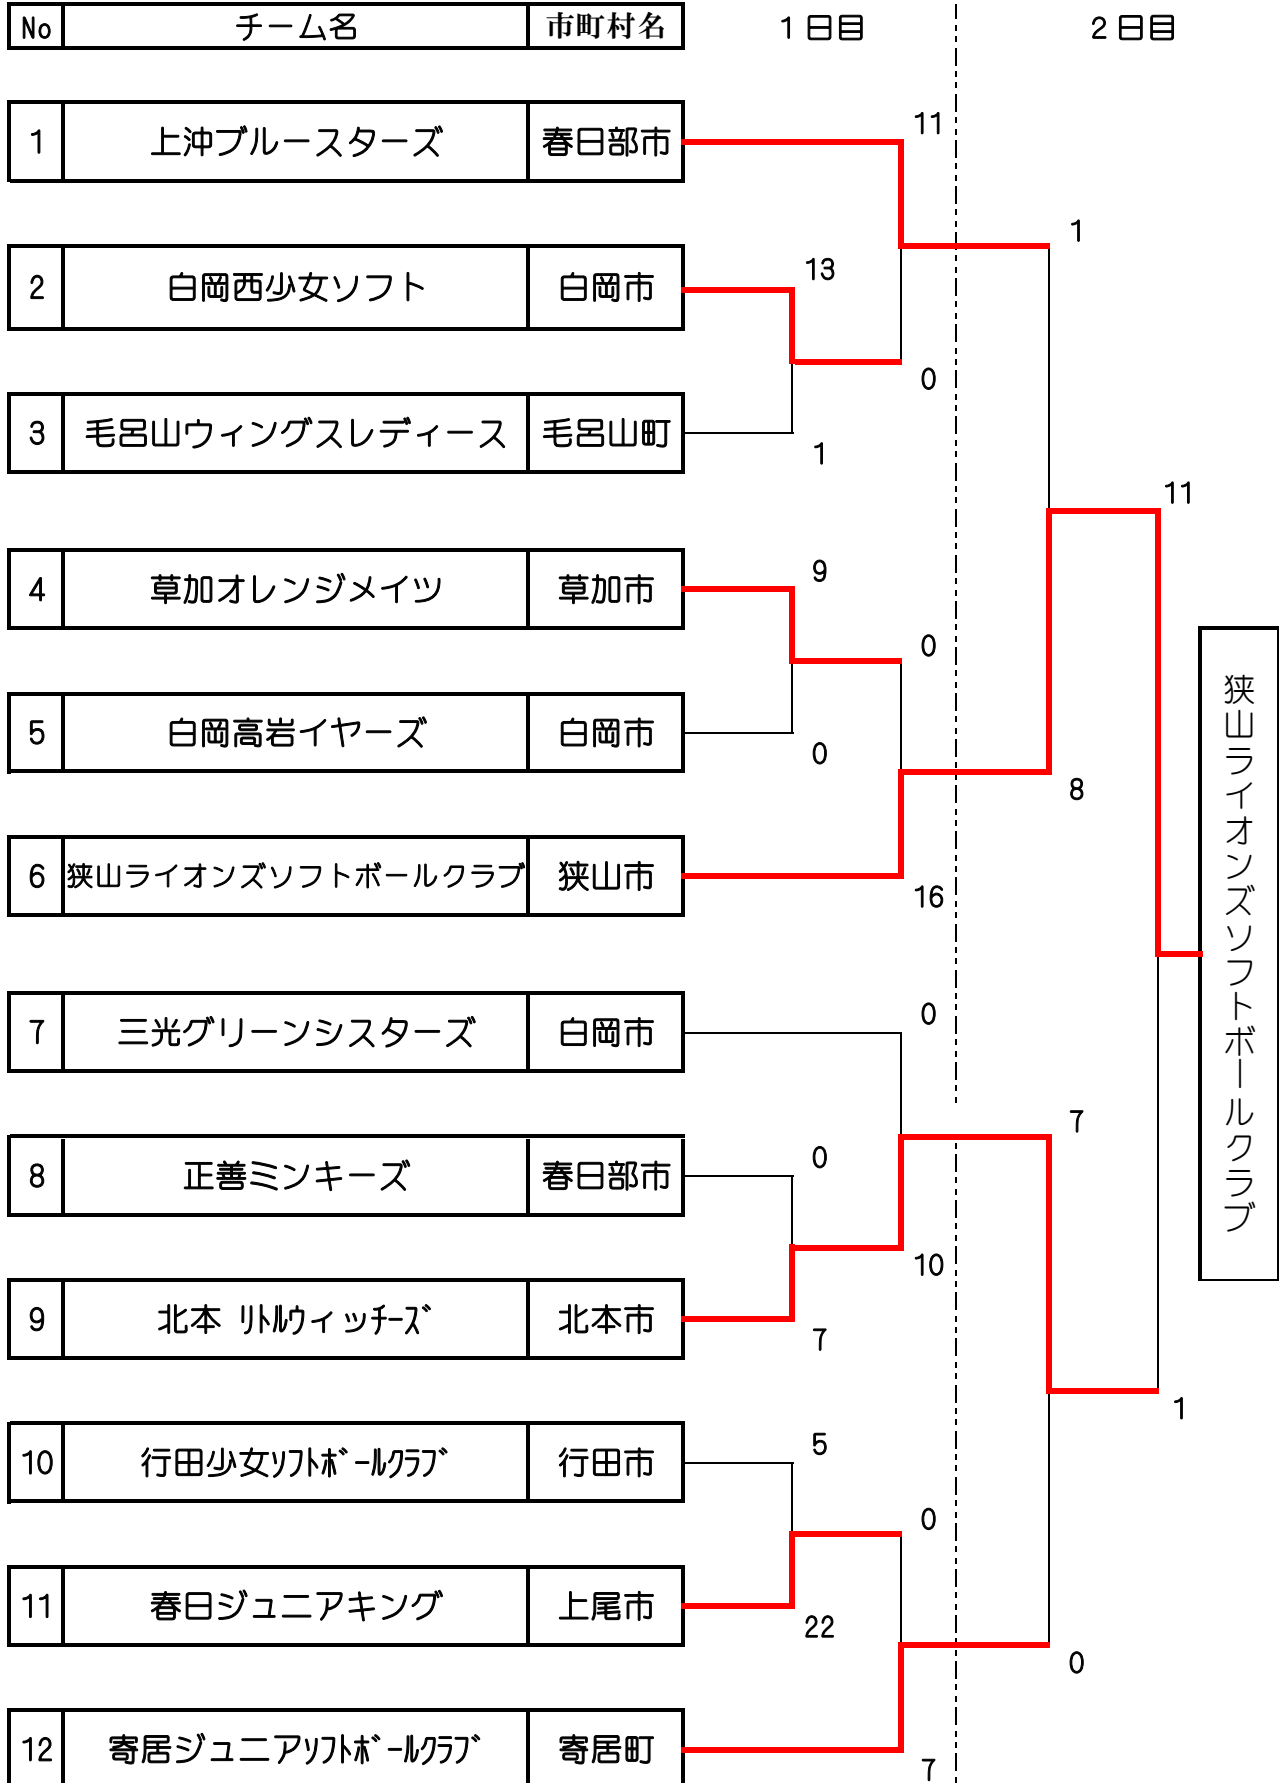 No チーム名 市町村名 1日目 2日目
11
1 上沖ブルースターズ 春日部市
1
13
2 白岡西少女ソフト 白岡市
0
3 毛呂山ウィングスレディース 毛呂山町
1
11
9
4 草加オレンジメイツ 草加市
0
5 白岡高岩イヤーズ 白岡市
0
8
6 狭山ライオンズソフトボールクラブ 狭山市
16
狭山ライオンズソフトボールクラブ
0
7 三光グリーンシスターズ 白岡市
7
0
8 正善ミンキーズ 春日部市
10
9 北本 ﾘﾄﾙウィッチｰｽﾞ 北本市
7
1
5
10 行田少女ｿﾌﾄﾎﾞｰﾙｸﾗﾌﾞ 行田市
0
11 春日ジュニアキング 上尾市
22
0
12 寄居ジュニアｿﾌﾄﾎﾞｰﾙｸﾗﾌﾞ 寄居町
7